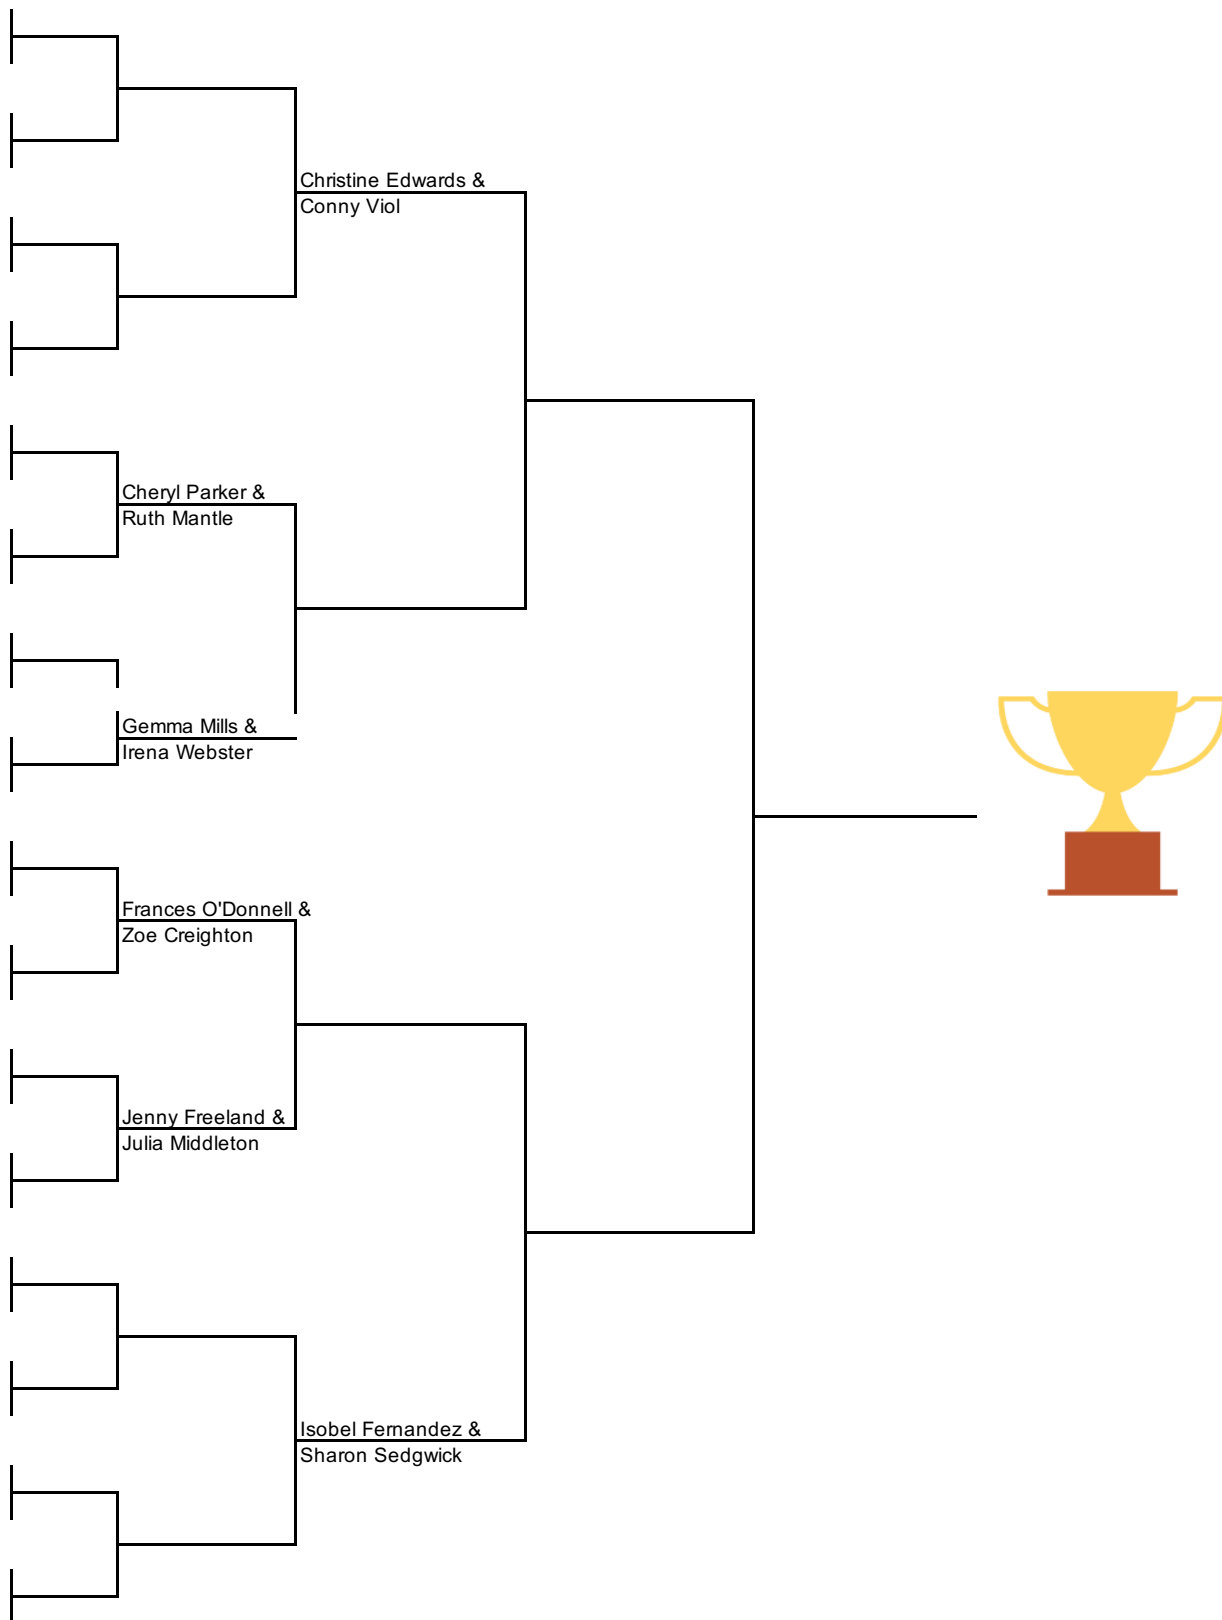 Christine Edwards &
Conny Viol
Cheryl Parker &
Ruth Mantle
Gemma Mills &
Irena Webster
Frances O'Donnell &
Zoe Creighton
Jenny Freeland &
Julia Middleton
Isobel Fernandez &
Sharon Sedgwick